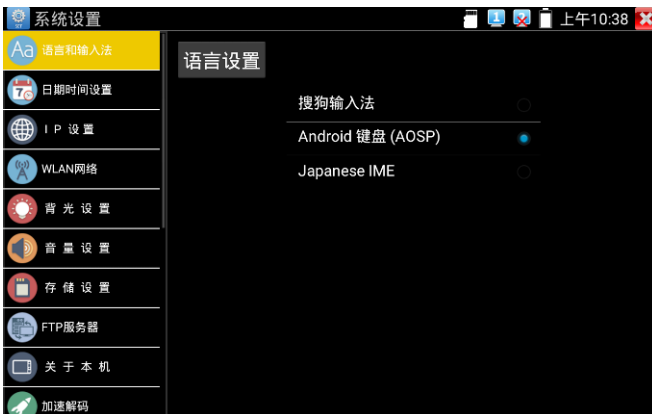 系统设置
上午10:38
语言和输入法
日期时间设置
I P 设置
WLAN网络
背 光 设 置
音 量 设 置
存 储 设 置
FTP服务器
关 于 本 机
加速解码
语言设置
搜狗输入法
Android 键盘 (AOSP)
Japanese IME